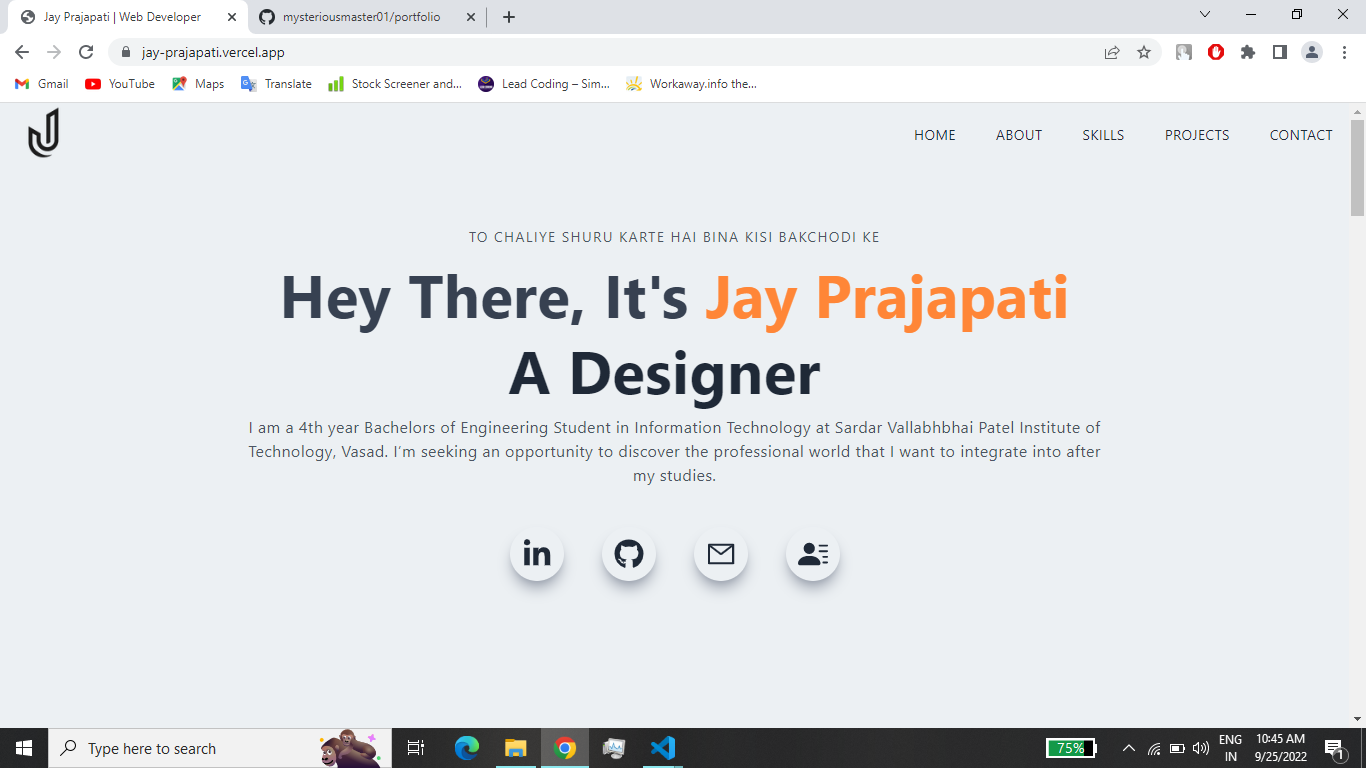 Jay Prajapati | Web Developer
mysteriousmaster01/portfolio
jay-prajapati.vercel.app
Gmail
YouTube
Maps
Translate
Stock Screener and...
Lead Coding – Sim...
Workaway.info the...
HOME
ABOUT
SKILLS
PROJECTS
CONTACT
TO CHALIYE SHURU KARTE HAI BINA KISI BAKCHODI KE
Hey There, It's Jay Prajapati
A Designer
I am a 4th year Bachelors of Engineering Student in Information Technology at Sardar Vallabhbhai Patel Institute of
Technology, Vasad. I’m seeking an opportunity to discover the professional world that I want to integrate into after
my studies.
in
Type here to search
75%
ENG
IN
10:45 AM
9/25/2022
1